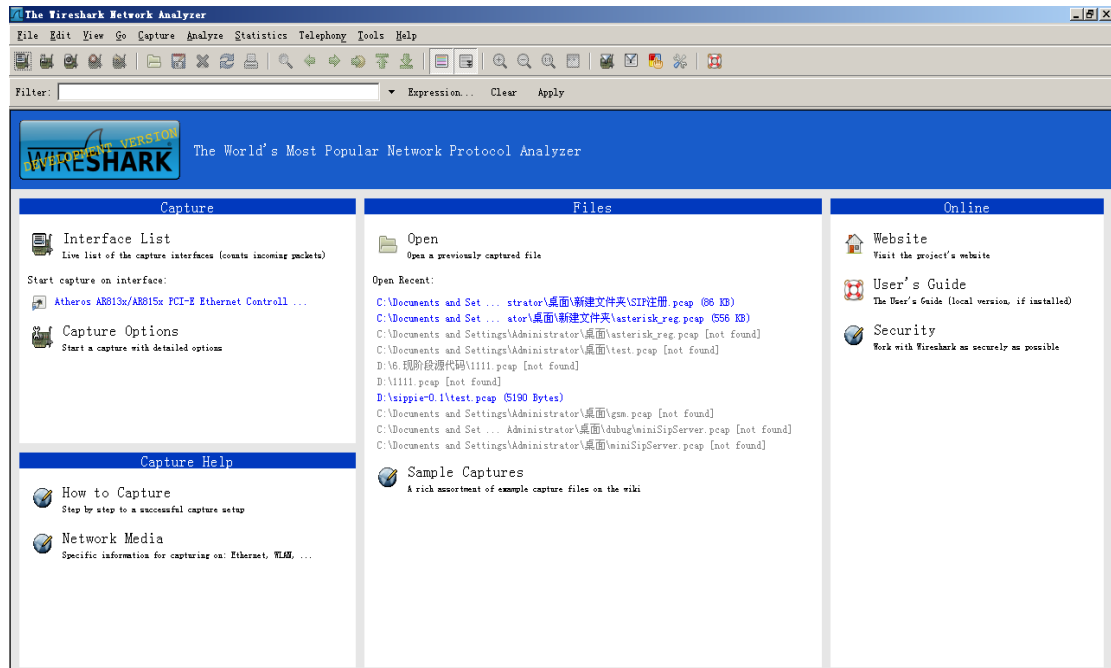 The Wireshark Network Analyzer
File Edit View Go Capture Analyze Statistics Telephony Tools Help
Filter: Expression... Clear Apply
DEVELOPMENT VERSION
WIRESHARK
The World's Most Popular Network Protocol Analyzer
Capture
Interface List
Live list of the capture interfaces (counts incoming packets)
Start capture on interface:
Atheros AR813x/AR815x PCI-E Ethernet Controll ...
Capture Options
Start a capture with detailed options
Capture Help
How to Capture
Step by step to a successful capture setup
Network Media
Specific information for capturing on: Ethernet, WLAN, ...
Files
Open
Open a previously captured file
Open Recent:
C:\Documents and Set ... strator\桌面\新建文件夹\SIP注册.pcap (86 KB)
C:\Documents and Set ... ator\桌面\新建文件夹\asterisk_reg.pcap (556 KB)
C:\Documents and Settings\Administrator\桌面\asterisk_reg.pcap [not found]
C:\Documents and Settings\Administrator\桌面\test.pcap [not found]
D:\6.现阶段源代码\1111.pcap [not found]
D:\1111.pcap [not found]
D:\sippie-0.1\test.pcap (5190 Bytes)
C:\Documents and Settings\Administrator\桌面\gsm.pcap [not found]
C:\Documents and Set ... Administrator\桌面\dubug\miniSipServer.pcap [not found]
C:\Documents and Settings\Administrator\桌面\miniSipServer.pcap [not found]
Sample Captures
A rich assortment of example capture files on the wiki
Online
Website
Visit the project's website
User's Guide
The User's Guide (local version, if installed)
Security
Work with Wireshark as securely as possible